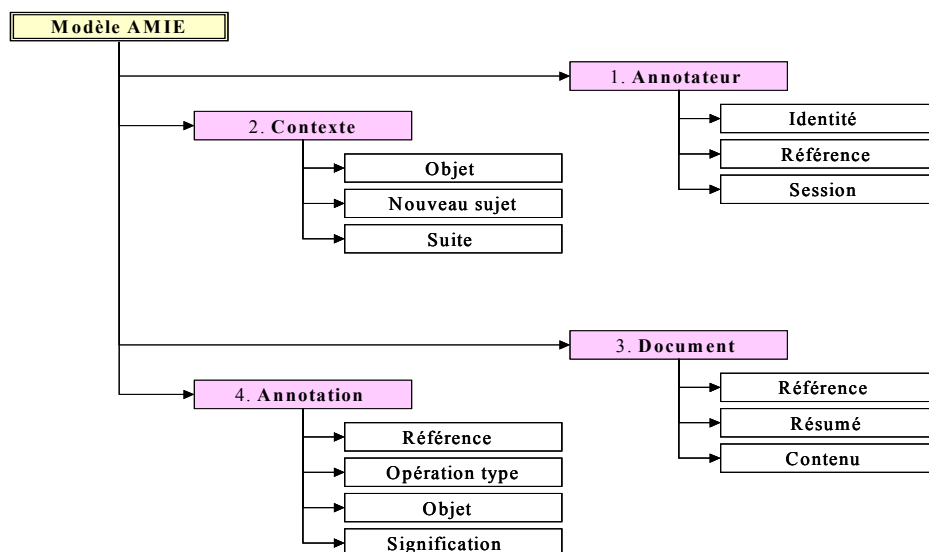 Modèle AMIE
1. Annotateur
Identité
Référence
Session
2. Contexte
Objet
Nouveau sujet
Suite
3. Document
Référence
Résumé
Contenu
4. Annotation
Référence
Opération type
Objet
Signification